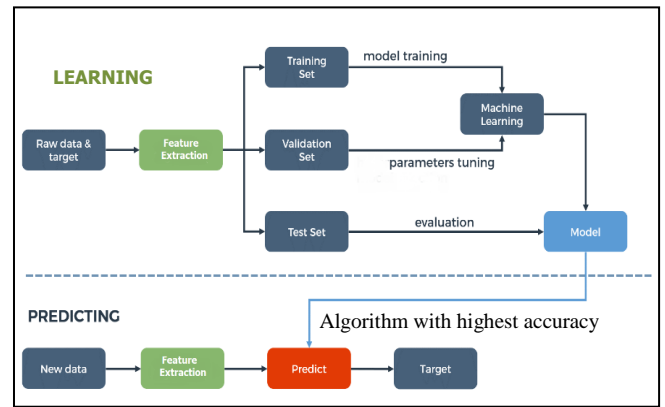 LEARNING
Training
Set
model training
Machine
Learning
Raw data &
target
Feature
Extraction
Validation
Set
parameters tuning
Test Set
evaluation
Model
PREDICTING
Algorithm with highest accuracy
New data
Feature
Extraction
Predict
Target